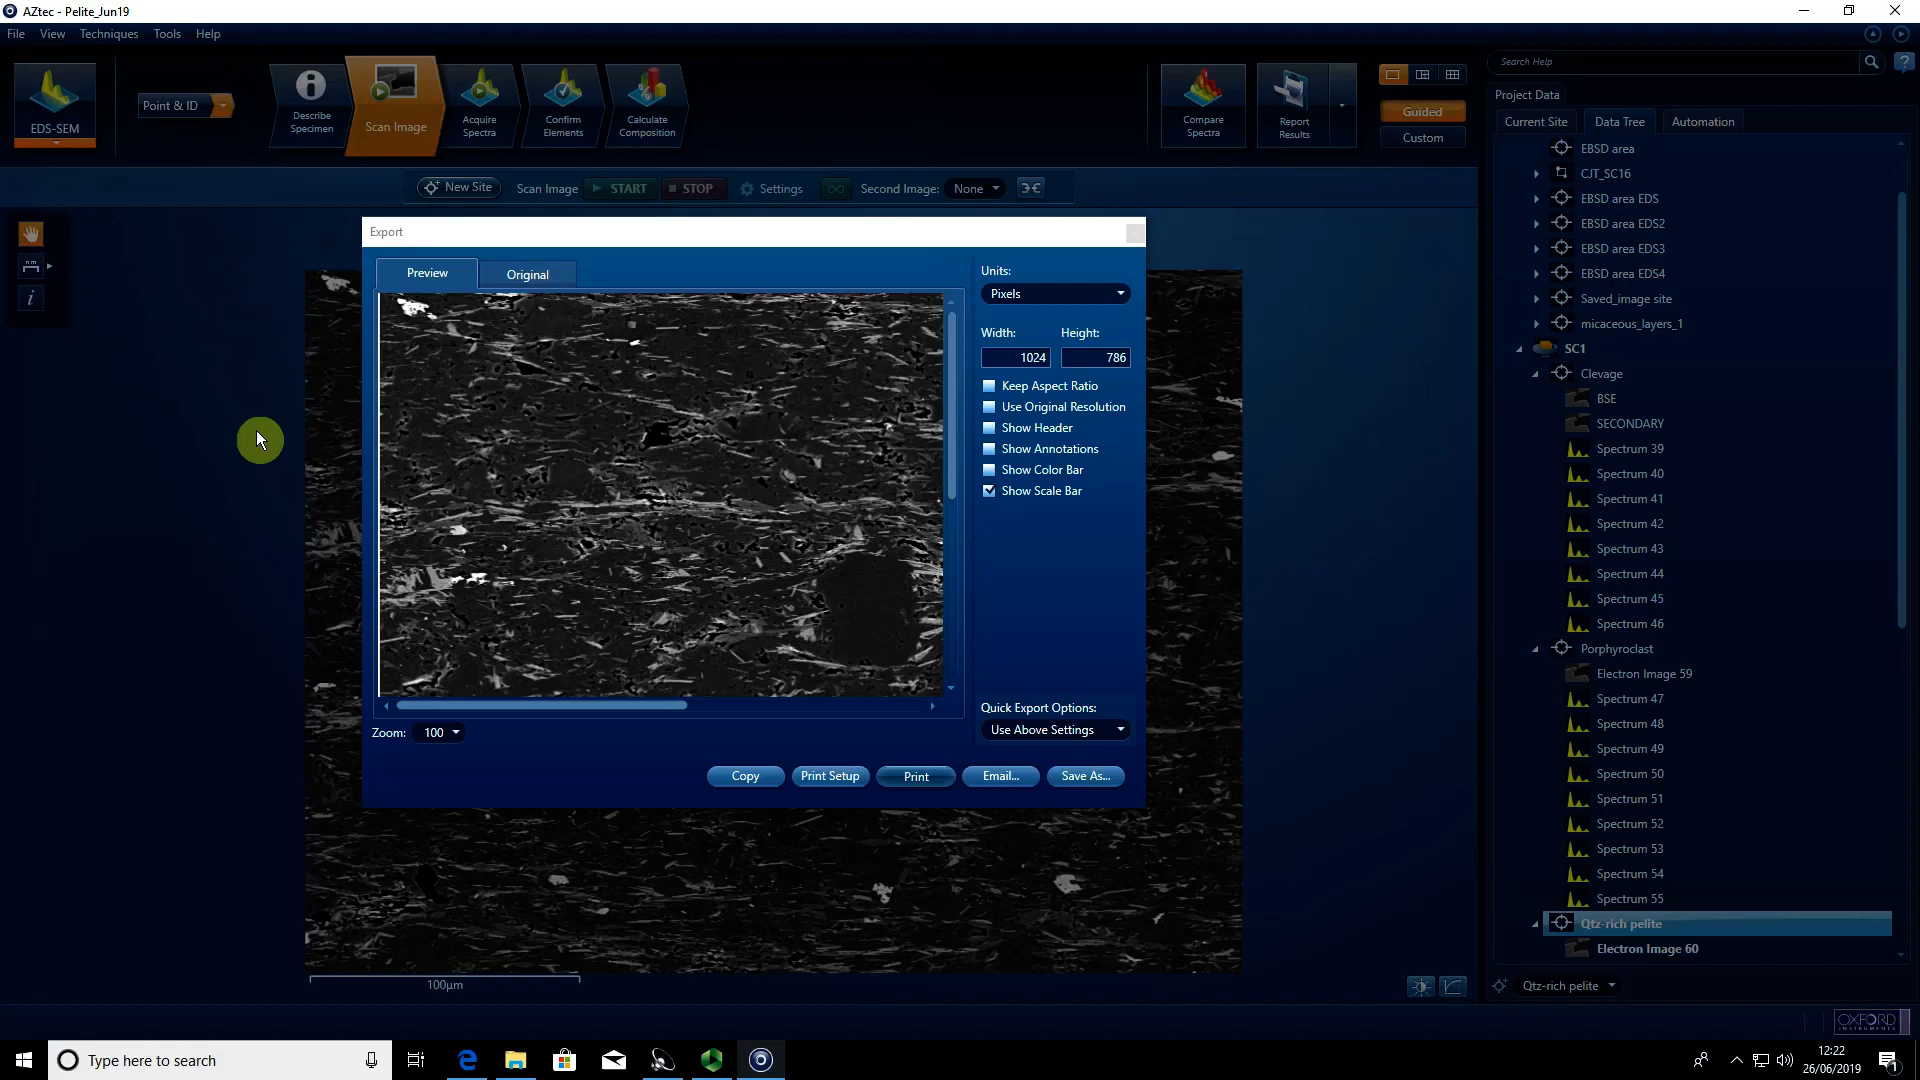 AZtec - Pelite_Jun19
File View Techniques Tools Help
EDS-SEM
Point & ID
Describe
Specimen
Scan Image
Acquire
Spectra
Confirm
Elements
Calculate
Composition
Compare
Spectra
Report
Results
Guided
Custom
Search Help
Project Data
Current Site Data Tree Automation
New Site Scan Image START STOP Settings Second Image: None
Export
Preview Original
Units:
Pixels
Width: Height:
1024 786
Keep Aspect Ratio
Use Original Resolution
Show Header
Show Annotations
Show Color Bar
Show Scale Bar
Quick Export Options:
Use Above Settings
Zoom: 100
Copy Print Setup Print Email... Save As...
100µm
EBSD area
CJT_SC16
EBSD area EDS
EBSD area EDS2
EBSD area EDS3
EBSD area EDS4
Saved_image site
micaceous_layers_1
SC1
Clevage
BSE
SECONDARY
Spectrum 39
Spectrum 40
Spectrum 41
Spectrum 42
Spectrum 43
Spectrum 44
Spectrum 45
Spectrum 46
Porphyroclast
Electron Image 59
Spectrum 47
Spectrum 48
Spectrum 49
Spectrum 50
Spectrum 51
Spectrum 52
Spectrum 53
Spectrum 54
Spectrum 55
Qtz-rich pelite
Electron Image 60
Qtz-rich pelite
OXFORD
INSTRUMENTS
Type here to search
12:22
26/06/2019
1